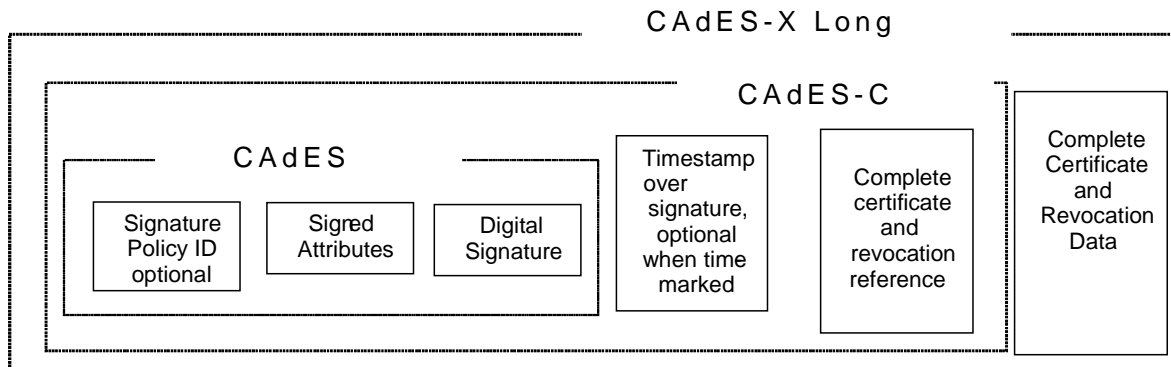 CAdES-X Long
CAdES-C
CAdES
Signature
Policy ID
optional
Signed
Attributes
Digital
Signature
Timestamp
over
signature,
optional
when time
marked
Complete
certificate
and
revocation
reference
Complete
Certificate
and
Revocation
Data